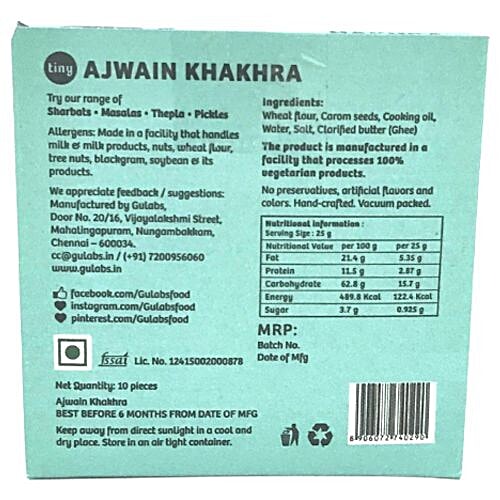 tiny AJWAIN KHAKHRA
Try our range of
Sharbats • Masalas • Thepla • Pickles
Allergens: Made in a facility that handles
milk & milk products, nuts, wheat flour,
tree nuts, blackgram, soybean & its
products.
We appreciate feedback / suggestions:
Manufactured by Gulabs,
Door No. 20/16, Vijayalakshmi Street,
Mahalingapuram, Nungambakkam,
Chennai – 600034.
cc@gulabs.in / (+91) 7200956060
www.gulabs.in
facebook.com/Gulabsfood
instagram.com/Gulabsfood
pinterest.com/Gulabsfood
fssai Lic. No. 12415002000878
Net Quantity: 10 pieces
Ajwain Khakhra
BEST BEFORE 6 MONTHS FROM DATE OF MFG
Keep away from direct sunlight in a cool and
dry place. Store in an air tight container.
Ingredients:
Wheat flour, Carom seeds, Cooking oil,
Water, Salt, Clarified butter (Ghee)
The product is manufactured in a
facility that processes 100%
vegetarian products.
No preservatives, artificial flavors and
colors. Hand-crafted. Vacuum packed.
Nutritional information :
Serving Size : 25 g
Nutritional Value per 100 g per 25 g
Fat 21.4 g 5.35 g
Protein 11.5 g 2.87 g
Carbohydrate 62.8 g 15.7 g
Energy 489.8 Kcal 122.4 Kcal
Sugar 3.7 g 0.925 g
MRP:
Batch No.
Date of Mfg
8 906072 740290